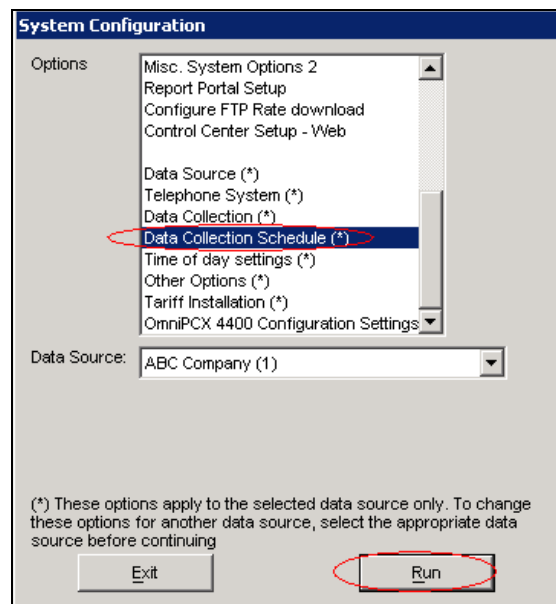 System Configuration
Options
Misc. System Options 2
Report Portal Setup
Configure FTP Rate download
Control Center Setup - Web
Data Source (*)
Telephone System (*)
Data Collection (*)
Data Collection Schedule (*)
Time of day settings (*)
Other Options (*)
Tariff Installation (*)
OmniPCX 4400 Configuration Settings
Data Source:
ABC Company (1)
(*) These options apply to the selected data source only. To change
these options for another data source, select the appropriate data
source before continuing
Exit
Run